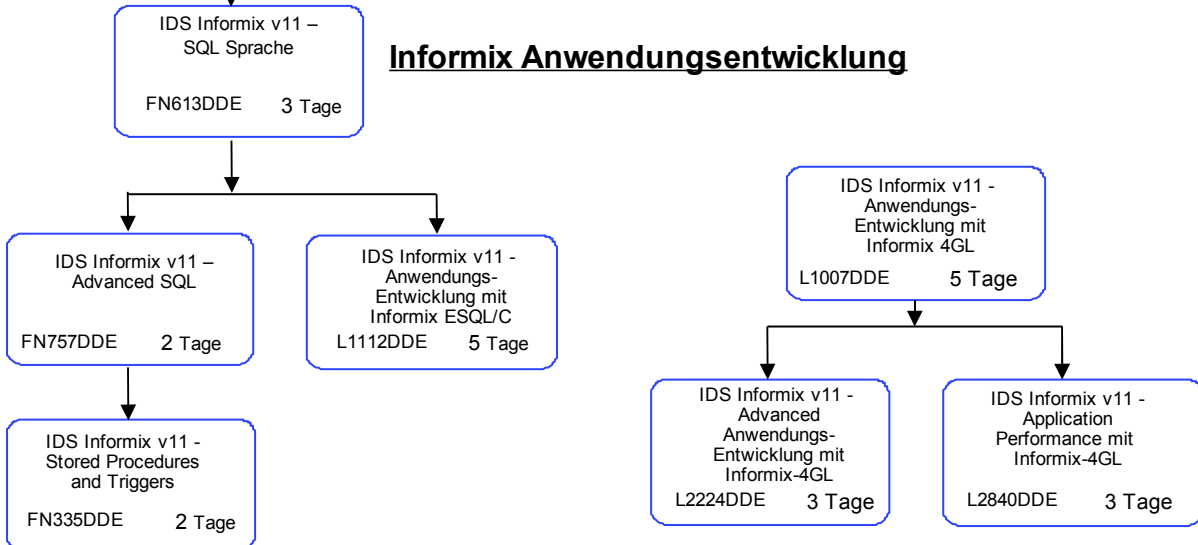 IDS Informix v11 –
SQL Sprache
FN613DDE 3 Tage
Informix Anwendungsentwicklung
IDS Informix v11 –
Advanced SQL
FN757DDE 2 Tage
IDS Informix v11 -
Anwendungs-
Entwicklung mit
Informix ESQL/C
L1112DDE 5 Tage
IDS Informix v11 -
Stored Procedures
and Triggers
FN335DDE 2 Tage
IDS Informix v11 -
Anwendungs-
Entwicklung mit
Informix 4GL
L1007DDE 5 Tage
IDS Informix v11 -
Advanced
Anwendungs-
Entwicklung mit
Informix-4GL
L2224DDE 3 Tage
IDS Informix v11 -
Application
Performance mit
Informix-4GL
L2840DDE 3 Tage